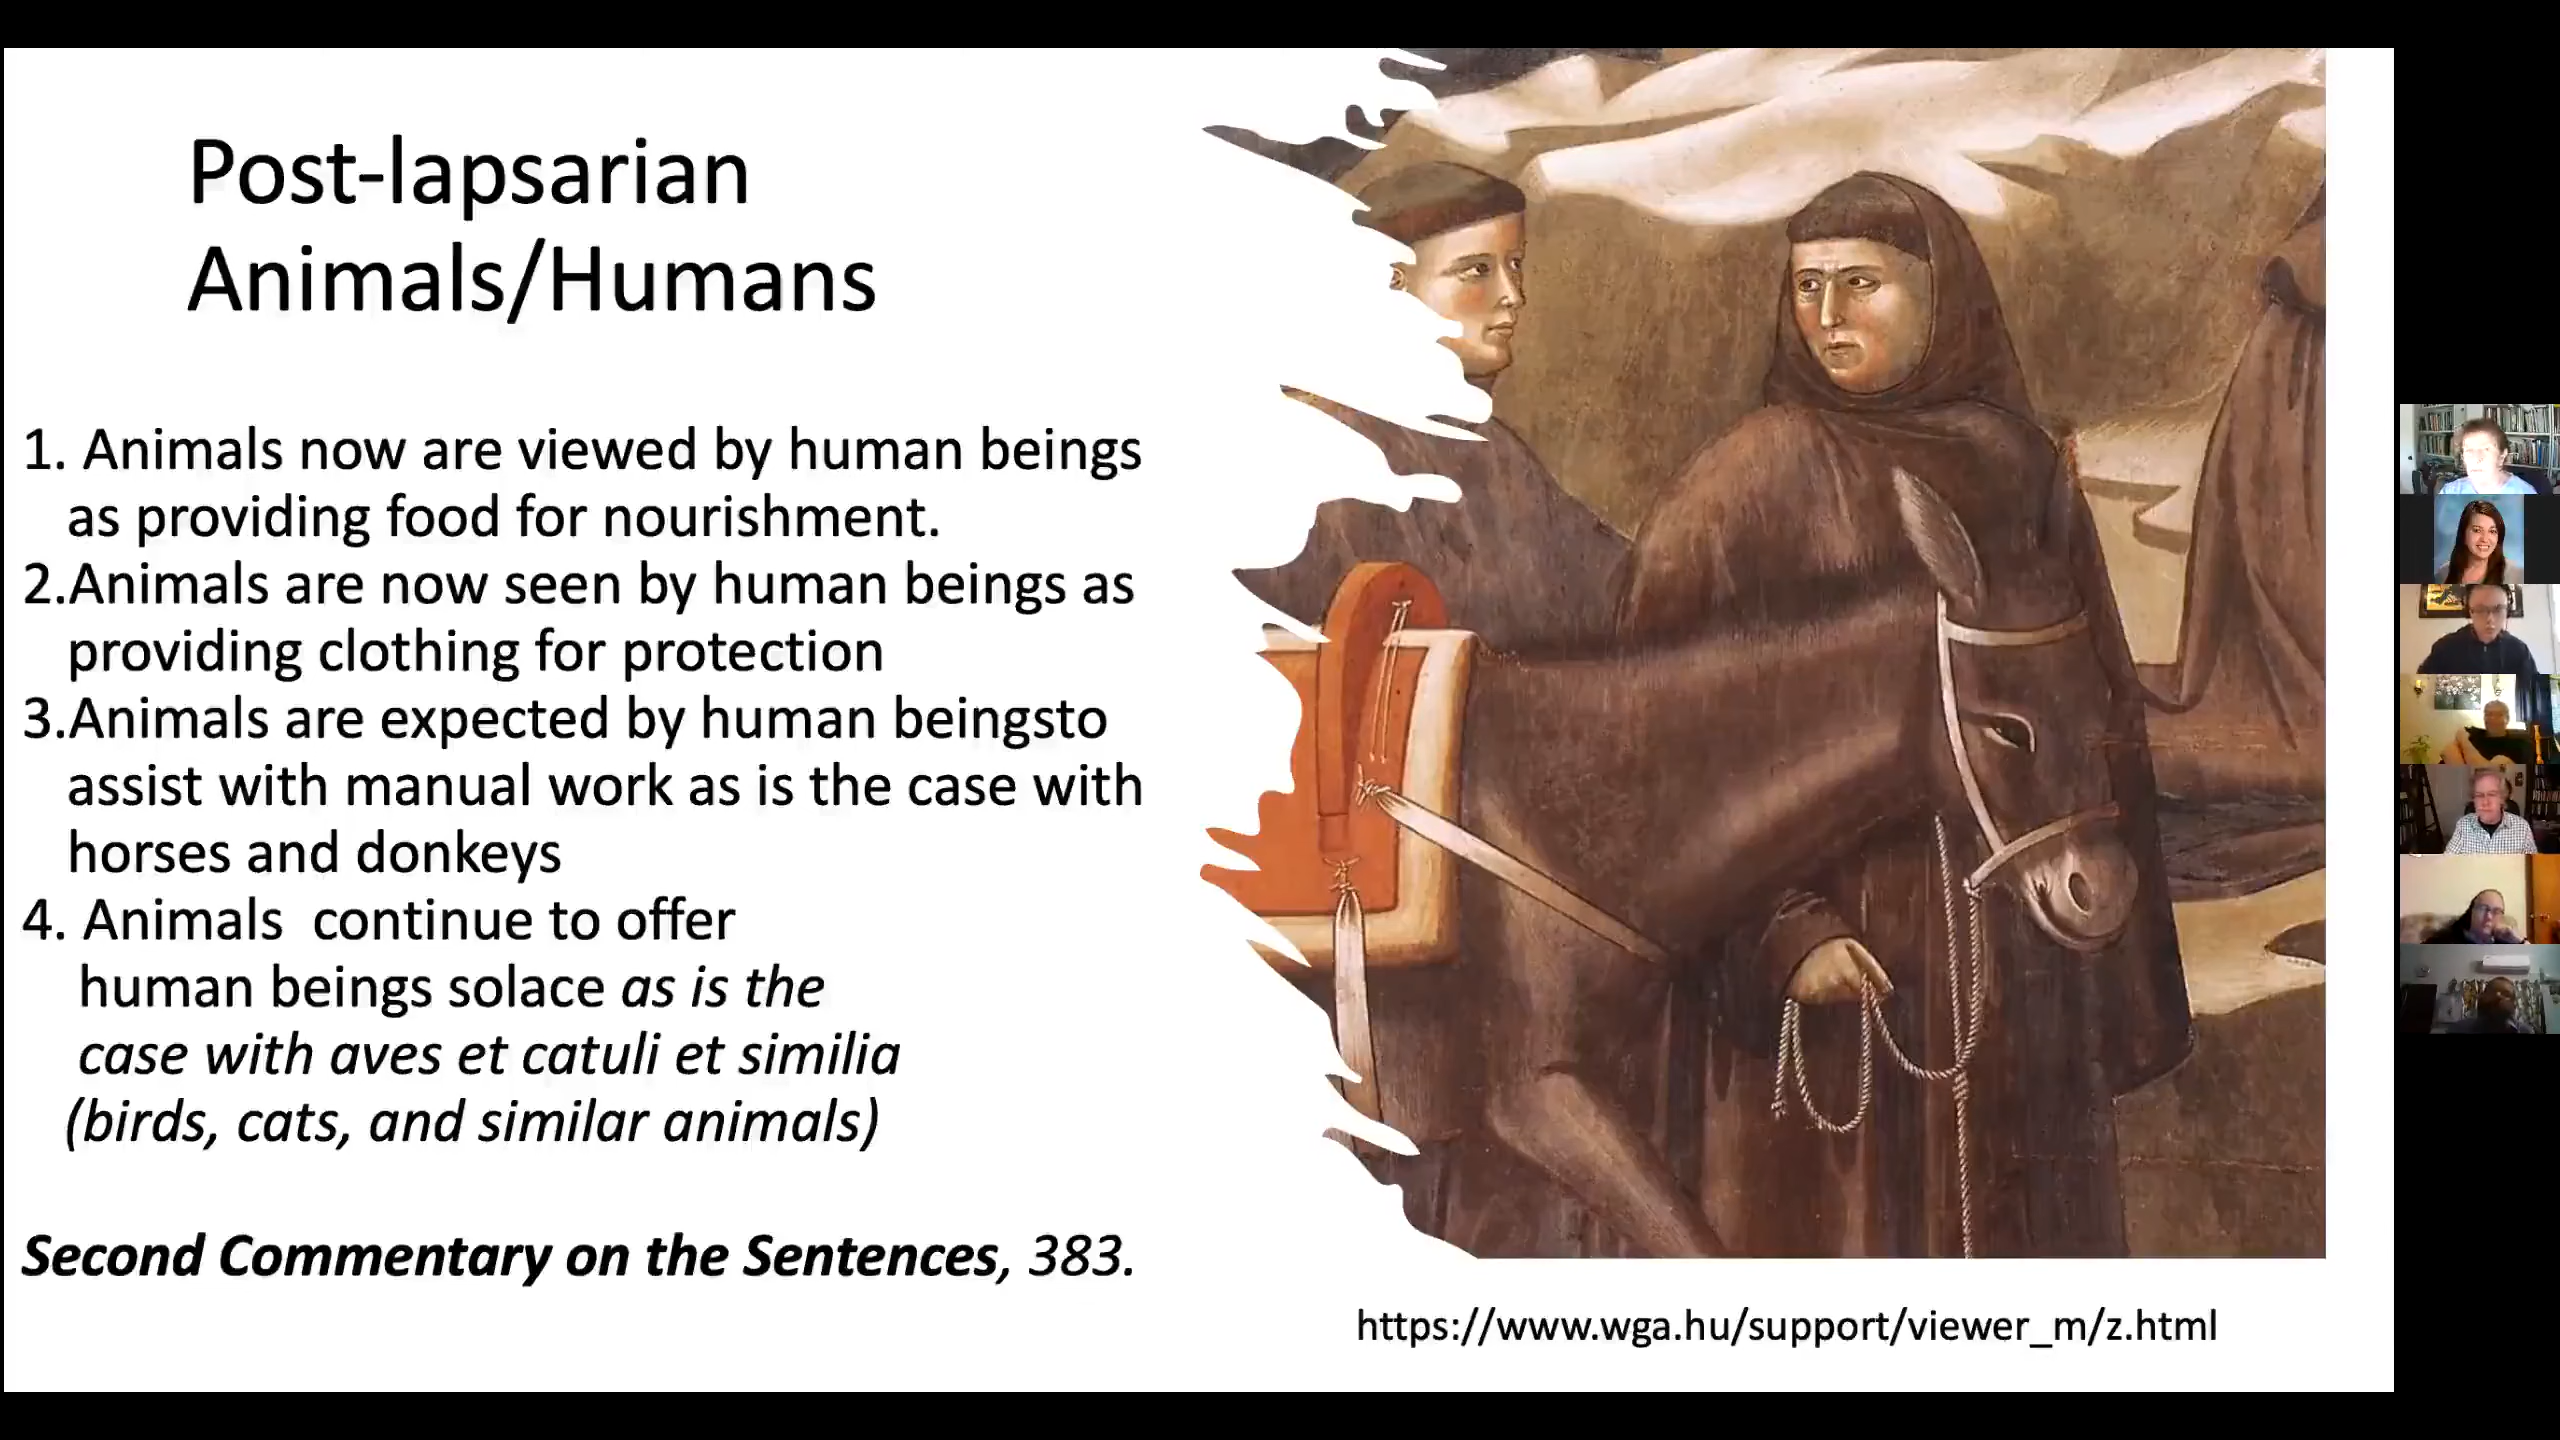 Post-lapsarian
Animals/Humans
1. Animals now are viewed by human beings
as providing food for nourishment.
2.Animals are now seen by human beings as
providing clothing for protection
3.Animals are expected by human beingsto
assist with manual work as is the case with
horses and donkeys
4. Animals  continue to offer
human beings solace as is the
case with aves et catuli et similia
(birds, cats, and similar animals)
Second Commentary on the Sentences, 383.
https://www.wga.hu/support/viewer_m/z.html